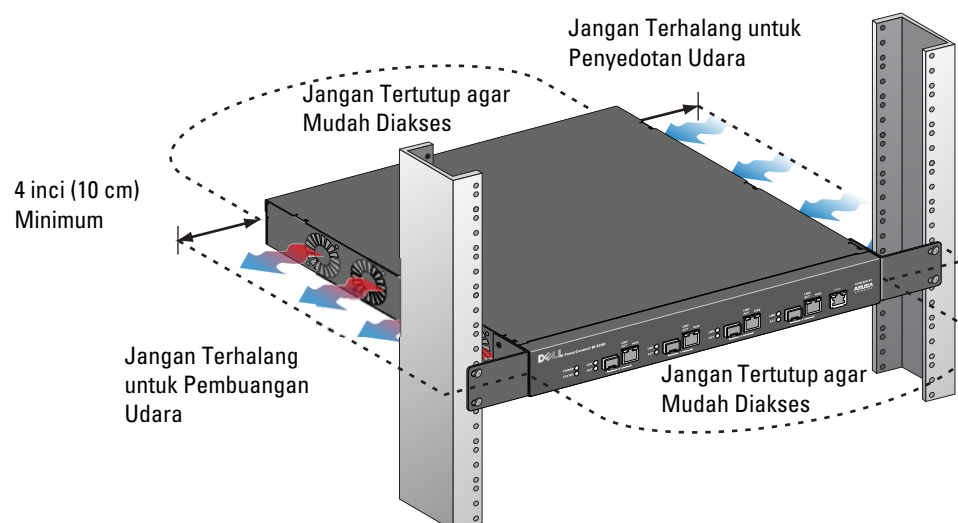 Jangan Terhalang untuk
Penyedotan Udara
Jangan Tertutup agar
Mudah Diakses
4 inci (10 cm)
Minimum
Jangan Terhalang
untuk Pembuangan
Udara
DELL
ARUBA
Jangan Tertutup agar
Mudah Diakses